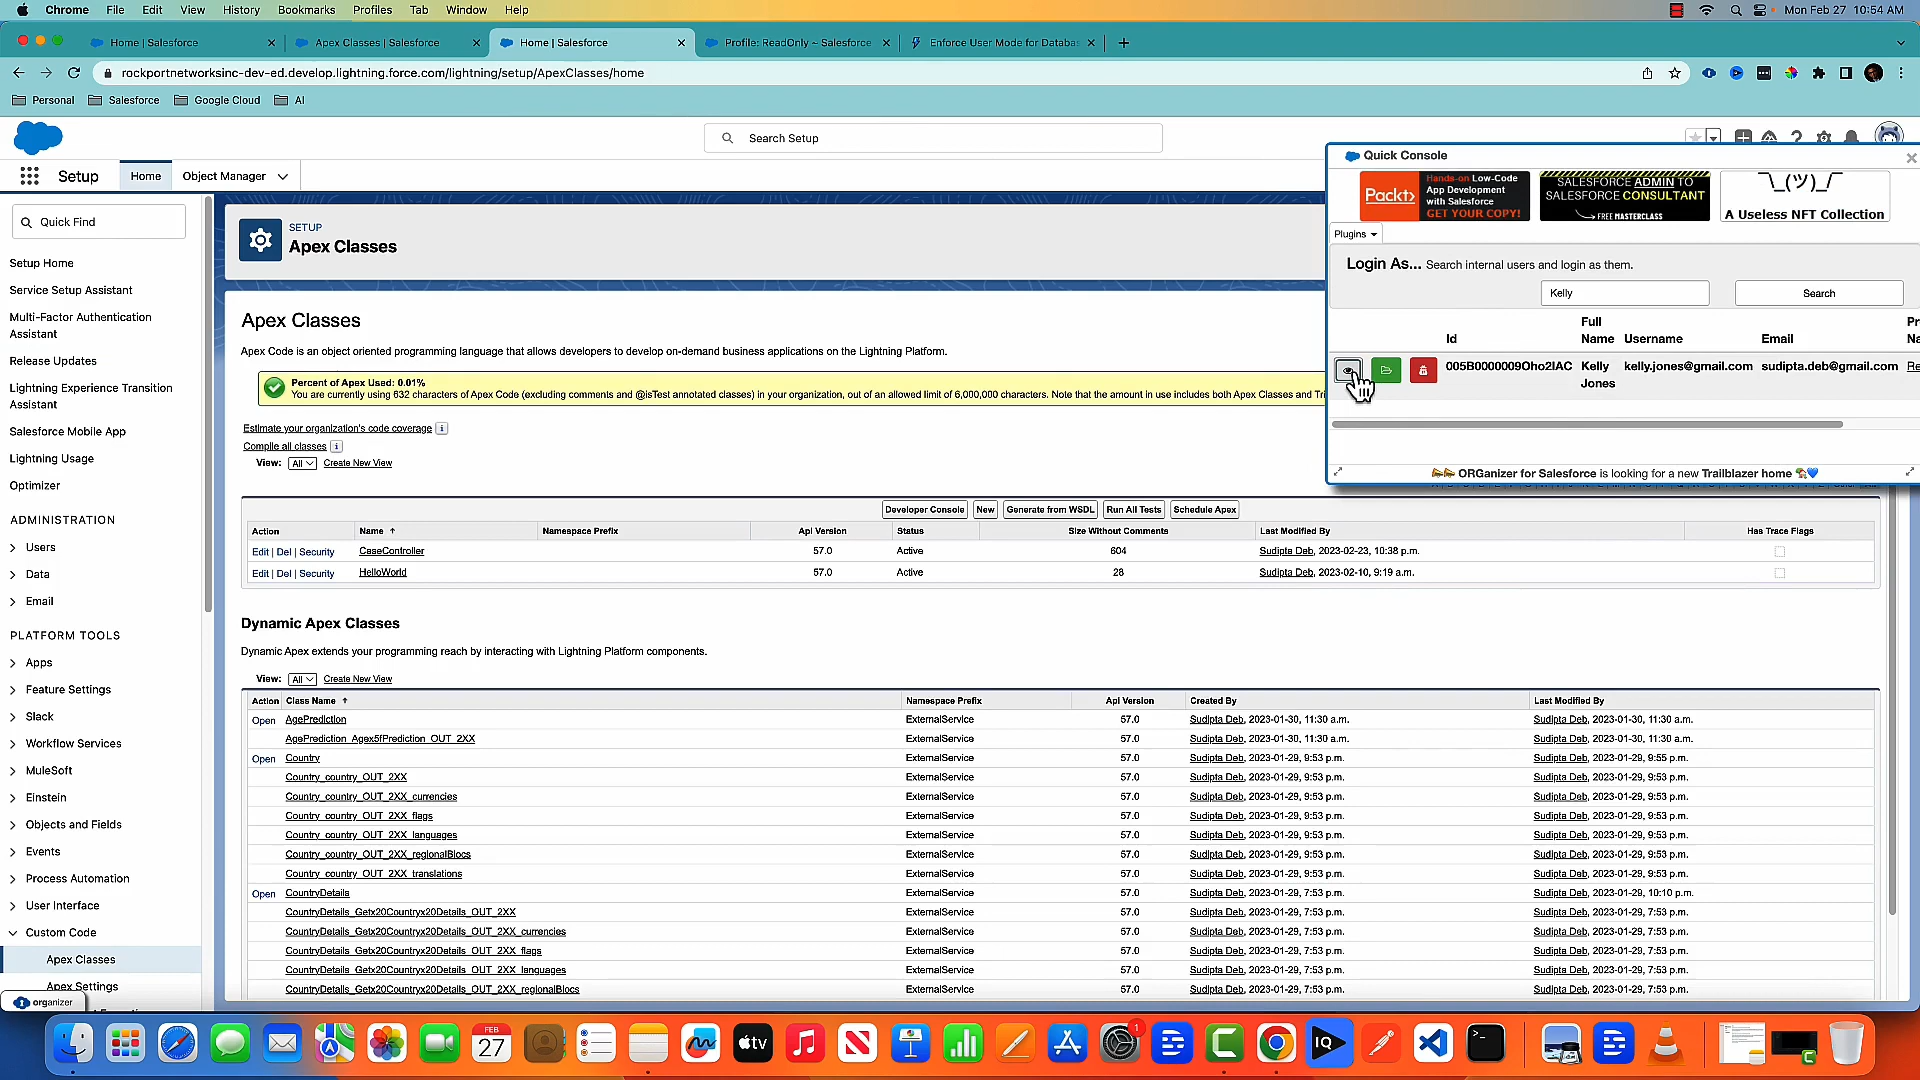 Chrome File Edit View History Bookmarks Profiles Tab Window Help
Mon Feb 27 10:54 AM
Home | Salesforce
Apex Classes | Salesforce
Home | Salesforce
Profile: ReadOnly ~ Salesforce
Enforce User Mode for Databas
rockportnetworksinc-dev-ed.develop.lightning.force.com/lightning/setup/ApexClasses/home
Personal Salesforce Google Cloud AI
Search Setup
Setup Home Object Manager
Quick Find
Setup Home
Service Setup Assistant
Multi-Factor Authentication
Assistant
Release Updates
Lightning Experience Transition
Assistant
Salesforce Mobile App
Lightning Usage
Optimizer
ADMINISTRATION
Users
Data
Email
PLATFORM TOOLS
Apps
Feature Settings
Slack
Workflow Services
MuleSoft
Einstein
Objects and Fields
Events
Process Automation
User Interface
Custom Code
Apex Classes
Apex Settings
organizer
SETUP
Apex Classes
Apex Classes
Apex Code is an object oriented programming language that allows developers to develop on-demand business applications on the Lightning Platform.
Percent of Apex Used: 0.01%
You are currently using 632 characters of Apex Code (excluding comments and @isTest annotated classes) in your organization, out of an allowed limit of 6,000,000 characters. Note that the amount in use includes both Apex Classes and Tri
Estimate your organization's code coverage i
Compile all classes i
View: All Create New View
Quick Console
Packt
Hands-on Low-Code
App Development
with Salesforce
GET YOUR COPY!
SALESFORCE ADMIN TO
SALESFORCE CONSULTANT
FREE MASTERCLASS
¯\_(ツ)_/¯
A Useless NFT Collection
Plugins
Login As... Search internal users and login as them.
Kelly Search
Id Full Name Username Email Pr Na
005B0000009Oho2IAC Kelly Jones kelly.jones@gmail.com sudipta.deb@gmail.com Re
ORGanizer for Salesforce is looking for a new Trailblazer home
Developer Console New Generate from WSDL Run All Tests Schedule Apex
Action Name ↑ Namespace Prefix Api Version Status Size Without Comments Last Modified By Has Trace Flags
Edit | Del | Security CaseController 57.0 Active 604 Sudipta Deb, 2023-02-23, 10:38 p.m.
Edit | Del | Security HelloWorld 57.0 Active 28 Sudipta Deb, 2023-02-10, 9:19 a.m.
Dynamic Apex Classes
Dynamic Apex extends your programming reach by interacting with Lightning Platform components.
View: All Create New View
Action Class Name ↑ Namespace Prefix Api Version Created By Last Modified By
Open AgePrediction ExternalService 57.0 Sudipta Deb, 2023-01-30, 11:30 a.m. Sudipta Deb, 2023-01-30, 11:30 a.m.
AgePrediction_Agex5fPrediction_OUT_2XX ExternalService 57.0 Sudipta Deb, 2023-01-30, 11:30 a.m. Sudipta Deb, 2023-01-30, 11:30 a.m.
Open Country ExternalService 57.0 Sudipta Deb, 2023-01-29, 9:53 p.m. Sudipta Deb, 2023-01-29, 9:55 p.m.
Country_country_OUT_2XX ExternalService 57.0 Sudipta Deb, 2023-01-29, 9:53 p.m. Sudipta Deb, 2023-01-29, 9:53 p.m.
Country_country_OUT_2XX_currencies ExternalService 57.0 Sudipta Deb, 2023-01-29, 9:53 p.m. Sudipta Deb, 2023-01-29, 9:53 p.m.
Country_country_OUT_2XX_flags ExternalService 57.0 Sudipta Deb, 2023-01-29, 9:53 p.m. Sudipta Deb, 2023-01-29, 9:53 p.m.
Country_country_OUT_2XX_languages ExternalService 57.0 Sudipta Deb, 2023-01-29, 9:53 p.m. Sudipta Deb, 2023-01-29, 9:53 p.m.
Country_country_OUT_2XX_regionalBlocs ExternalService 57.0 Sudipta Deb, 2023-01-29, 9:53 p.m. Sudipta Deb, 2023-01-29, 9:53 p.m.
Country_country_OUT_2XX_translations ExternalService 57.0 Sudipta Deb, 2023-01-29, 9:53 p.m. Sudipta Deb, 2023-01-29, 9:53 p.m.
Open CountryDetails ExternalService 57.0 Sudipta Deb, 2023-01-29, 7:53 p.m. Sudipta Deb, 2023-01-29, 10:10 p.m.
CountryDetails_Getx20Countryx20Details_OUT_2XX ExternalService 57.0 Sudipta Deb, 2023-01-29, 7:53 p.m. Sudipta Deb, 2023-01-29, 7:53 p.m.
CountryDetails_Getx20Countryx20Details_OUT_2XX_currencies ExternalService 57.0 Sudipta Deb, 2023-01-29, 7:53 p.m. Sudipta Deb, 2023-01-29, 7:53 p.m.
CountryDetails_Getx20Countryx20Details_OUT_2XX_flags ExternalService 57.0 Sudipta Deb, 2023-01-29, 7:53 p.m. Sudipta Deb, 2023-01-29, 7:53 p.m.
CountryDetails_Getx20Countryx20Details_OUT_2XX_languages ExternalService 57.0 Sudipta Deb, 2023-01-29, 7:53 p.m. Sudipta Deb, 2023-01-29, 7:53 p.m.
CountryDetails_Getx20Countryx20Details_OUT_2XX_regionalBlocs ExternalService 57.0 Sudipta Deb, 2023-01-29, 7:53 p.m. Sudipta Deb, 2023-01-29, 7:53 p.m.
FEB
27
tv
1
IQ